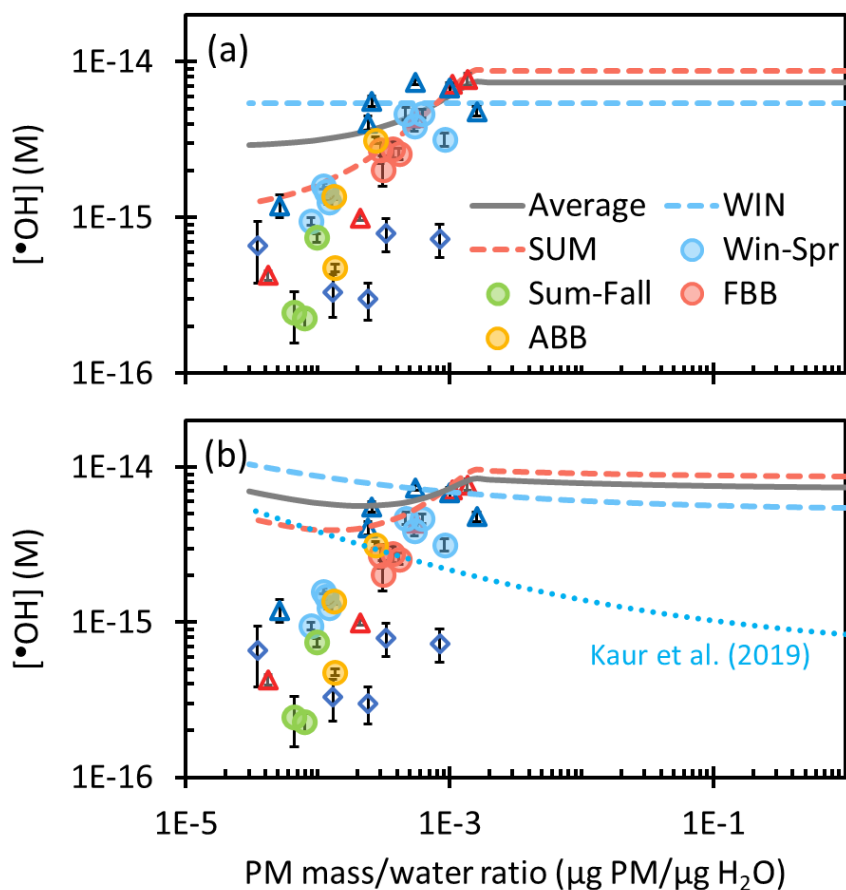 (a)
1E-14
1E-15
1E-16
[•OH] (M)
Average
WIN
SUM
Win-Spr
Sum-Fall
FBB
ABB
(b)
1E-14
1E-15
1E-16
[•OH] (M)
Kaur et al. (2019)
1E-5
1E-3
1E-1
PM mass/water ratio (μg PM/μg H₂O)